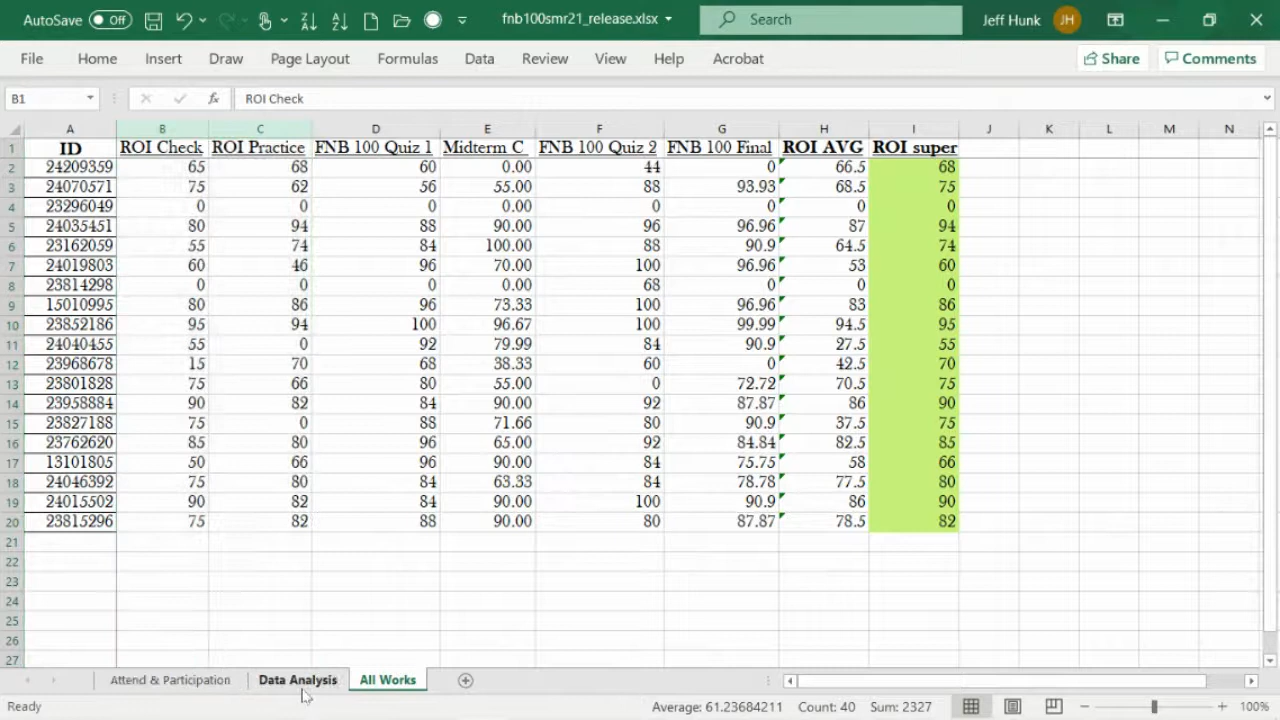 AutoSave Off fnb100smr21_release.xlsx Search Jeff Hunk JH
File Home Insert Draw Page Layout Formulas Data Review View Help Acrobat Share Comments
B1 fx ROI Check
A B C D E F G H I J K L M N
1 ID ROI Check ROI Practice FNB 100 Quiz 1 Midterm C FNB 100 Quiz 2 FNB 100 Final ROI AVG ROI super
2 24209359 65 68 60 0.00 44 0 66.5 68
3 24070571 75 62 56 55.00 88 93.93 68.5 75
4 23296049 0 0 0 0.00 0 0 0 0
5 24035451 80 94 88 90.00 96 96.96 87 94
6 23162059 55 74 84 100.00 88 90.9 64.5 74
7 24019803 60 46 96 70.00 100 96.96 53 60
8 23814298 0 0 0 0.00 68 0 0 0
9 15010995 80 86 96 73.33 100 96.96 83 86
10 23852186 95 94 100 96.67 100 99.99 94.5 95
11 24040455 55 0 92 79.99 84 90.9 27.5 55
12 23968678 15 70 68 38.33 60 0 42.5 70
13 23801828 75 66 80 55.00 0 72.72 70.5 75
14 23958884 90 82 84 90.00 92 87.87 86 90
15 23827188 75 0 88 71.66 80 90.9 37.5 75
16 23762620 85 80 96 65.00 92 84.84 82.5 85
17 13101805 50 66 96 90.00 84 75.75 58 66
18 24046392 75 80 84 63.33 84 78.78 77.5 80
19 24015502 90 82 84 90.00 100 90.9 86 90
20 23815296 75 82 88 90.00 80 87.87 78.5 82
21
22
23
24
25
26
27
Attend & Participation Data Analysis All Works
Ready Average: 61.23684211 Count: 40 Sum: 2327 100%